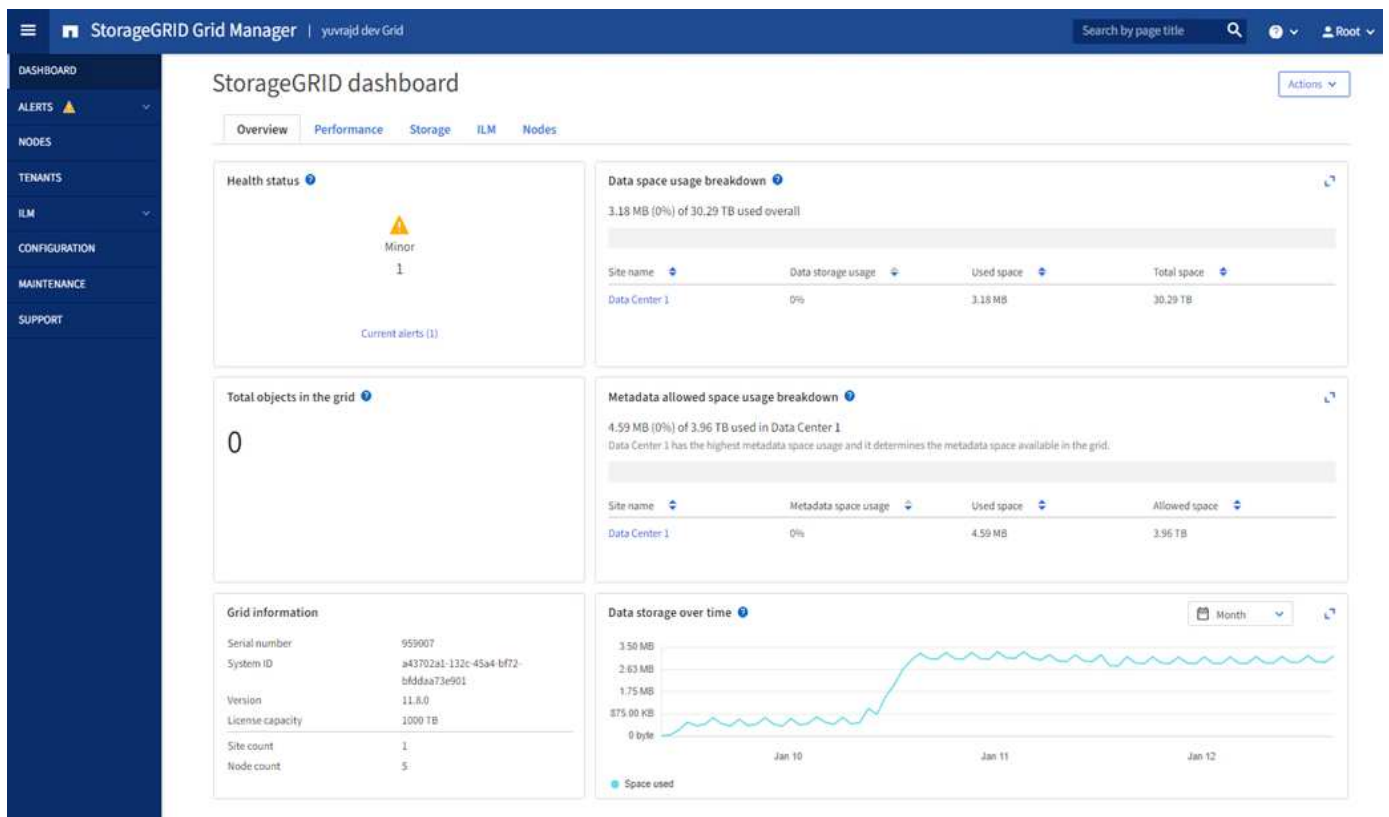 StorageGRID Grid Manager | yuvrajd dev Grid
Search by page title
Root
DASHBOARD
ALERTS
NODES
TENANTS
ILM
CONFIGURATION
MAINTENANCE
SUPPORT
StorageGRID dashboard
Actions
Overview Performance Storage ILM Nodes
Health status
Minor
1
Current alerts (1)
Data space usage breakdown
3.18 MB (0%) of 30.29 TB used overall
Site name Data storage usage Used space Total space
Data Center 1 0% 3.18 MB 30.29 TB
Total objects in the grid
0
Metadata allowed space usage breakdown
4.59 MB (0%) of 3.96 TB used in Data Center 1
Data Center 1 has the highest metadata space usage and it determines the metadata space available in the grid.
Site name Metadata space usage Used space Allowed space
Data Center 1 0% 4.59 MB 3.96 TB
Grid information
Serial number 959007
System ID a43702a1-132c-45a4-bf72-
bfddaa73e901
Version 11.8.0
License capacity 1000 TB
Site count 1
Node count 5
Data storage over time
Month
3.50 MB
2.63 MB
1.75 MB
875.00 KB
0 byte
Jan 10 Jan 11 Jan 12
Space used